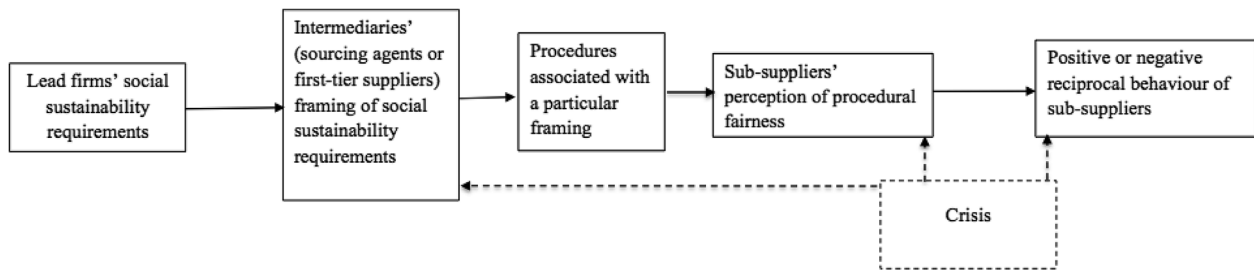 Lead firms’ social
sustainability
requirements
Intermediaries’
(sourcing agents or
first-tier suppliers)
framing of social
sustainability
requirements
Procedures
associated with
a particular
framing
Sub-suppliers’
perception of procedural
fairness
Positive or negative
reciprocal behaviour of
sub-suppliers
Crisis